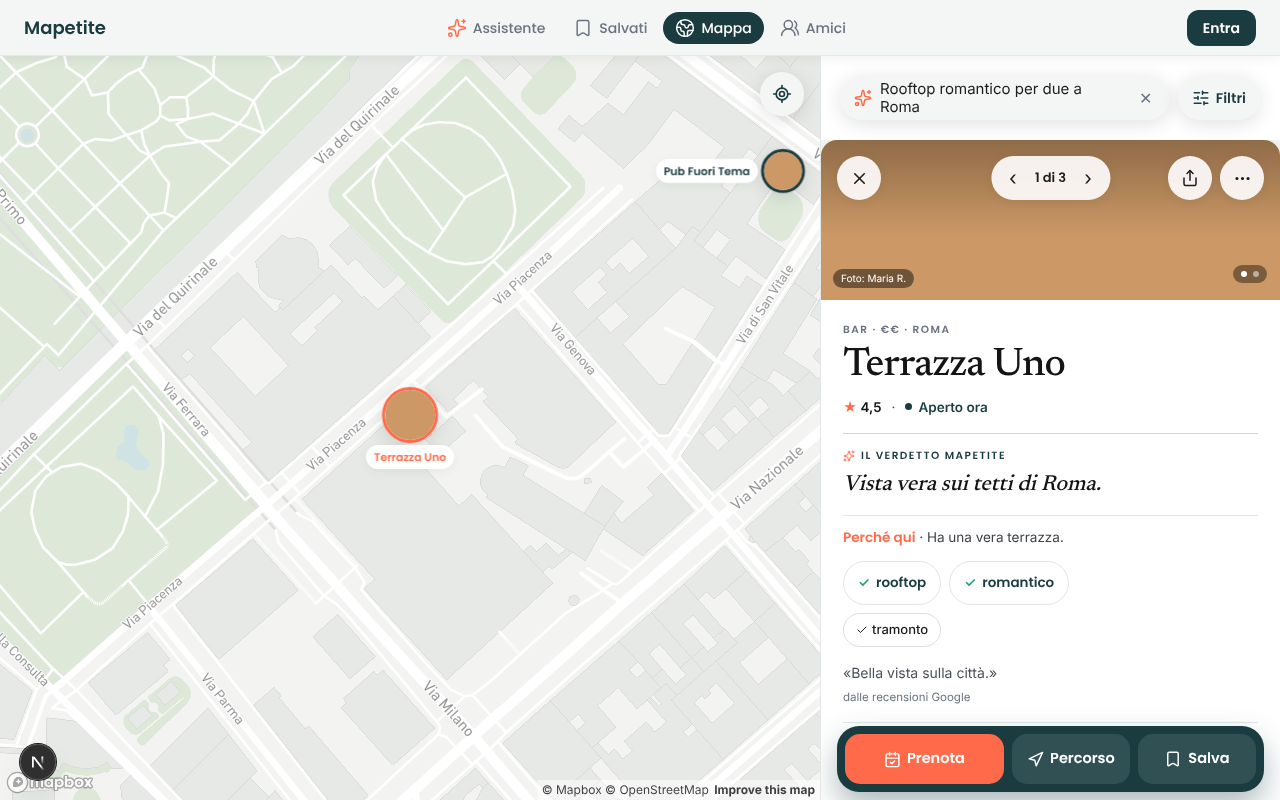 Mapetite
Assistente
Salvati
Mappa
Amici
Entra
Rooftop romantico per due a
Roma
Filtri
1 di 3
Foto: Maria R.
BAR · €€ · ROMA
Terrazza Uno
★ 4,5 · Aperto ora
IL VERDETTO MAPETITE
Vista vera sui tetti di Roma.
Perché qui · Ha una vera terrazza.
rooftop
romantico
tramonto
«Bella vista sulla città.»
dalle recensioni Google
Prenota
Percorso
Salva
Via del Quirinale
Pub Fuori Tema
Primo
Via del Quirinale
Via Piacenza
Via di San Vitale
Via Genova
Via Ferrara
Via Piacenza
Terrazza Uno
Quirinale
Via Nazionale
Via Piacenza
lla Consulta
Via Parma
Via Milano
N
mapbox
© Mapbox © OpenStreetMap Improve this map